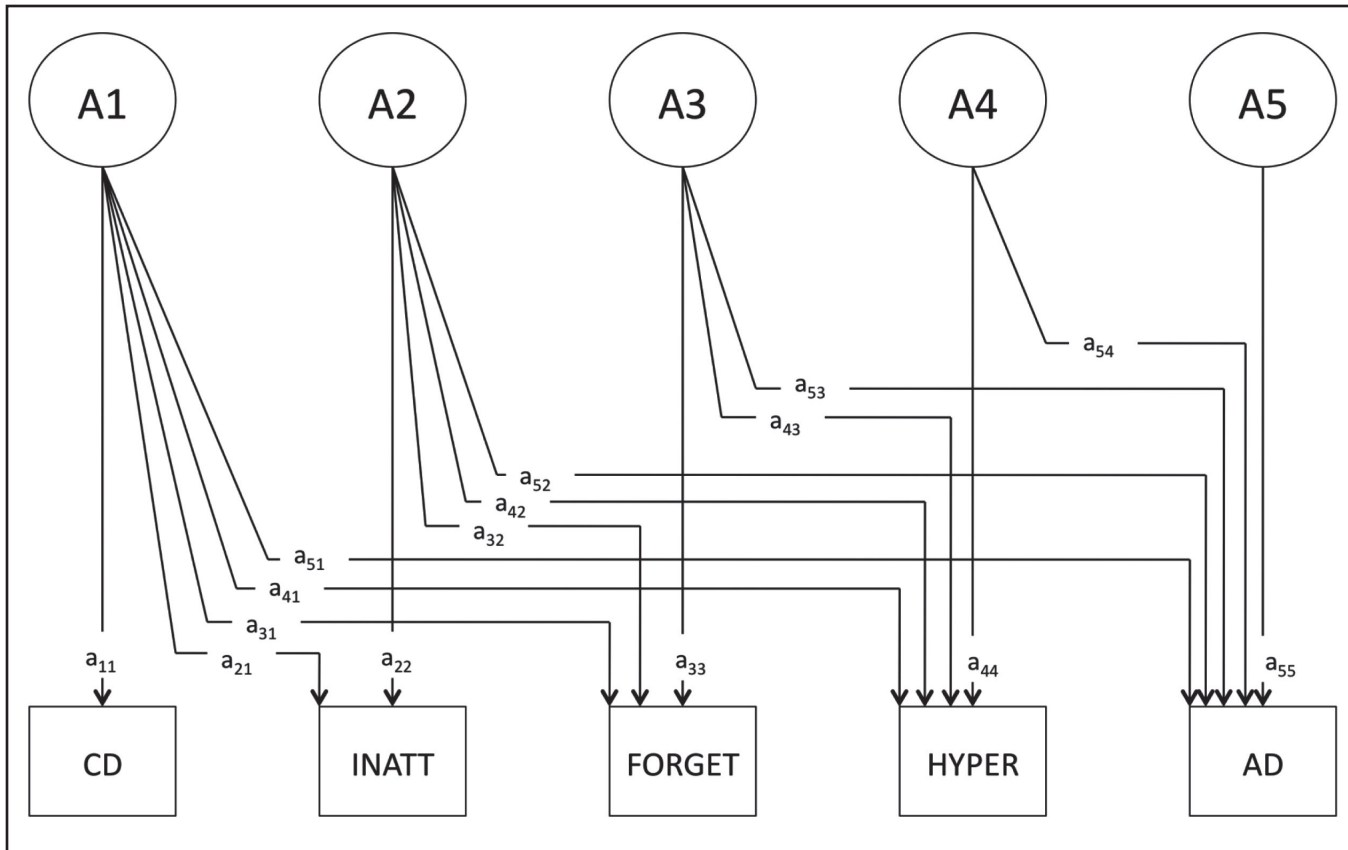 A1 A2 A3 A4 A5
a₅₄
a₅₃
a₄₃
a₅₂
a₄₂
a₃₂
a₅₁
a₄₁
a₃₁
a₁₁ a₂₁ a₂₂ a₃₃ a₄₄ a₅₅
CD INATT FORGET HYPER AD